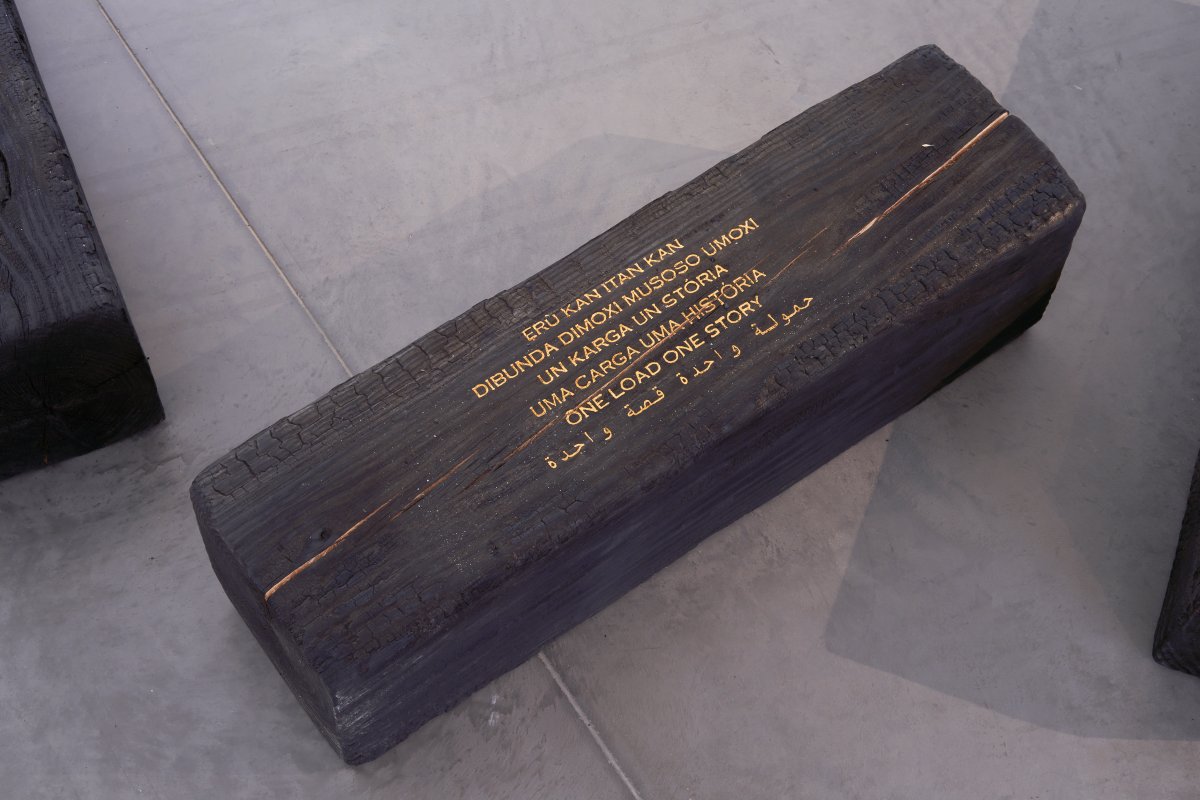 ẸRÙ KAN ITAN KAN
DIBUNDA DIMOXI MUSOSO UMOXI
UN KARGA UN STÓRIA
UMA CARGA UMA HISTÓRIA
ONE LOAD ONE STORY
حمولة واحدة قصة واحدة